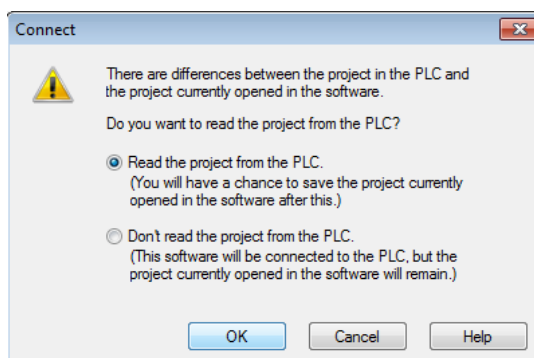 Connect
There are differences between the project in the PLC and
the project currently opened in the software.
Do you want to read the project from the PLC?
Read the project from the PLC.
(You will have a chance to save the project currently
opened in the software after this.)
Don't read the project from the PLC.
(This software will be connected to the PLC, but the
project currently opened in the software will remain.)
OK Cancel Help